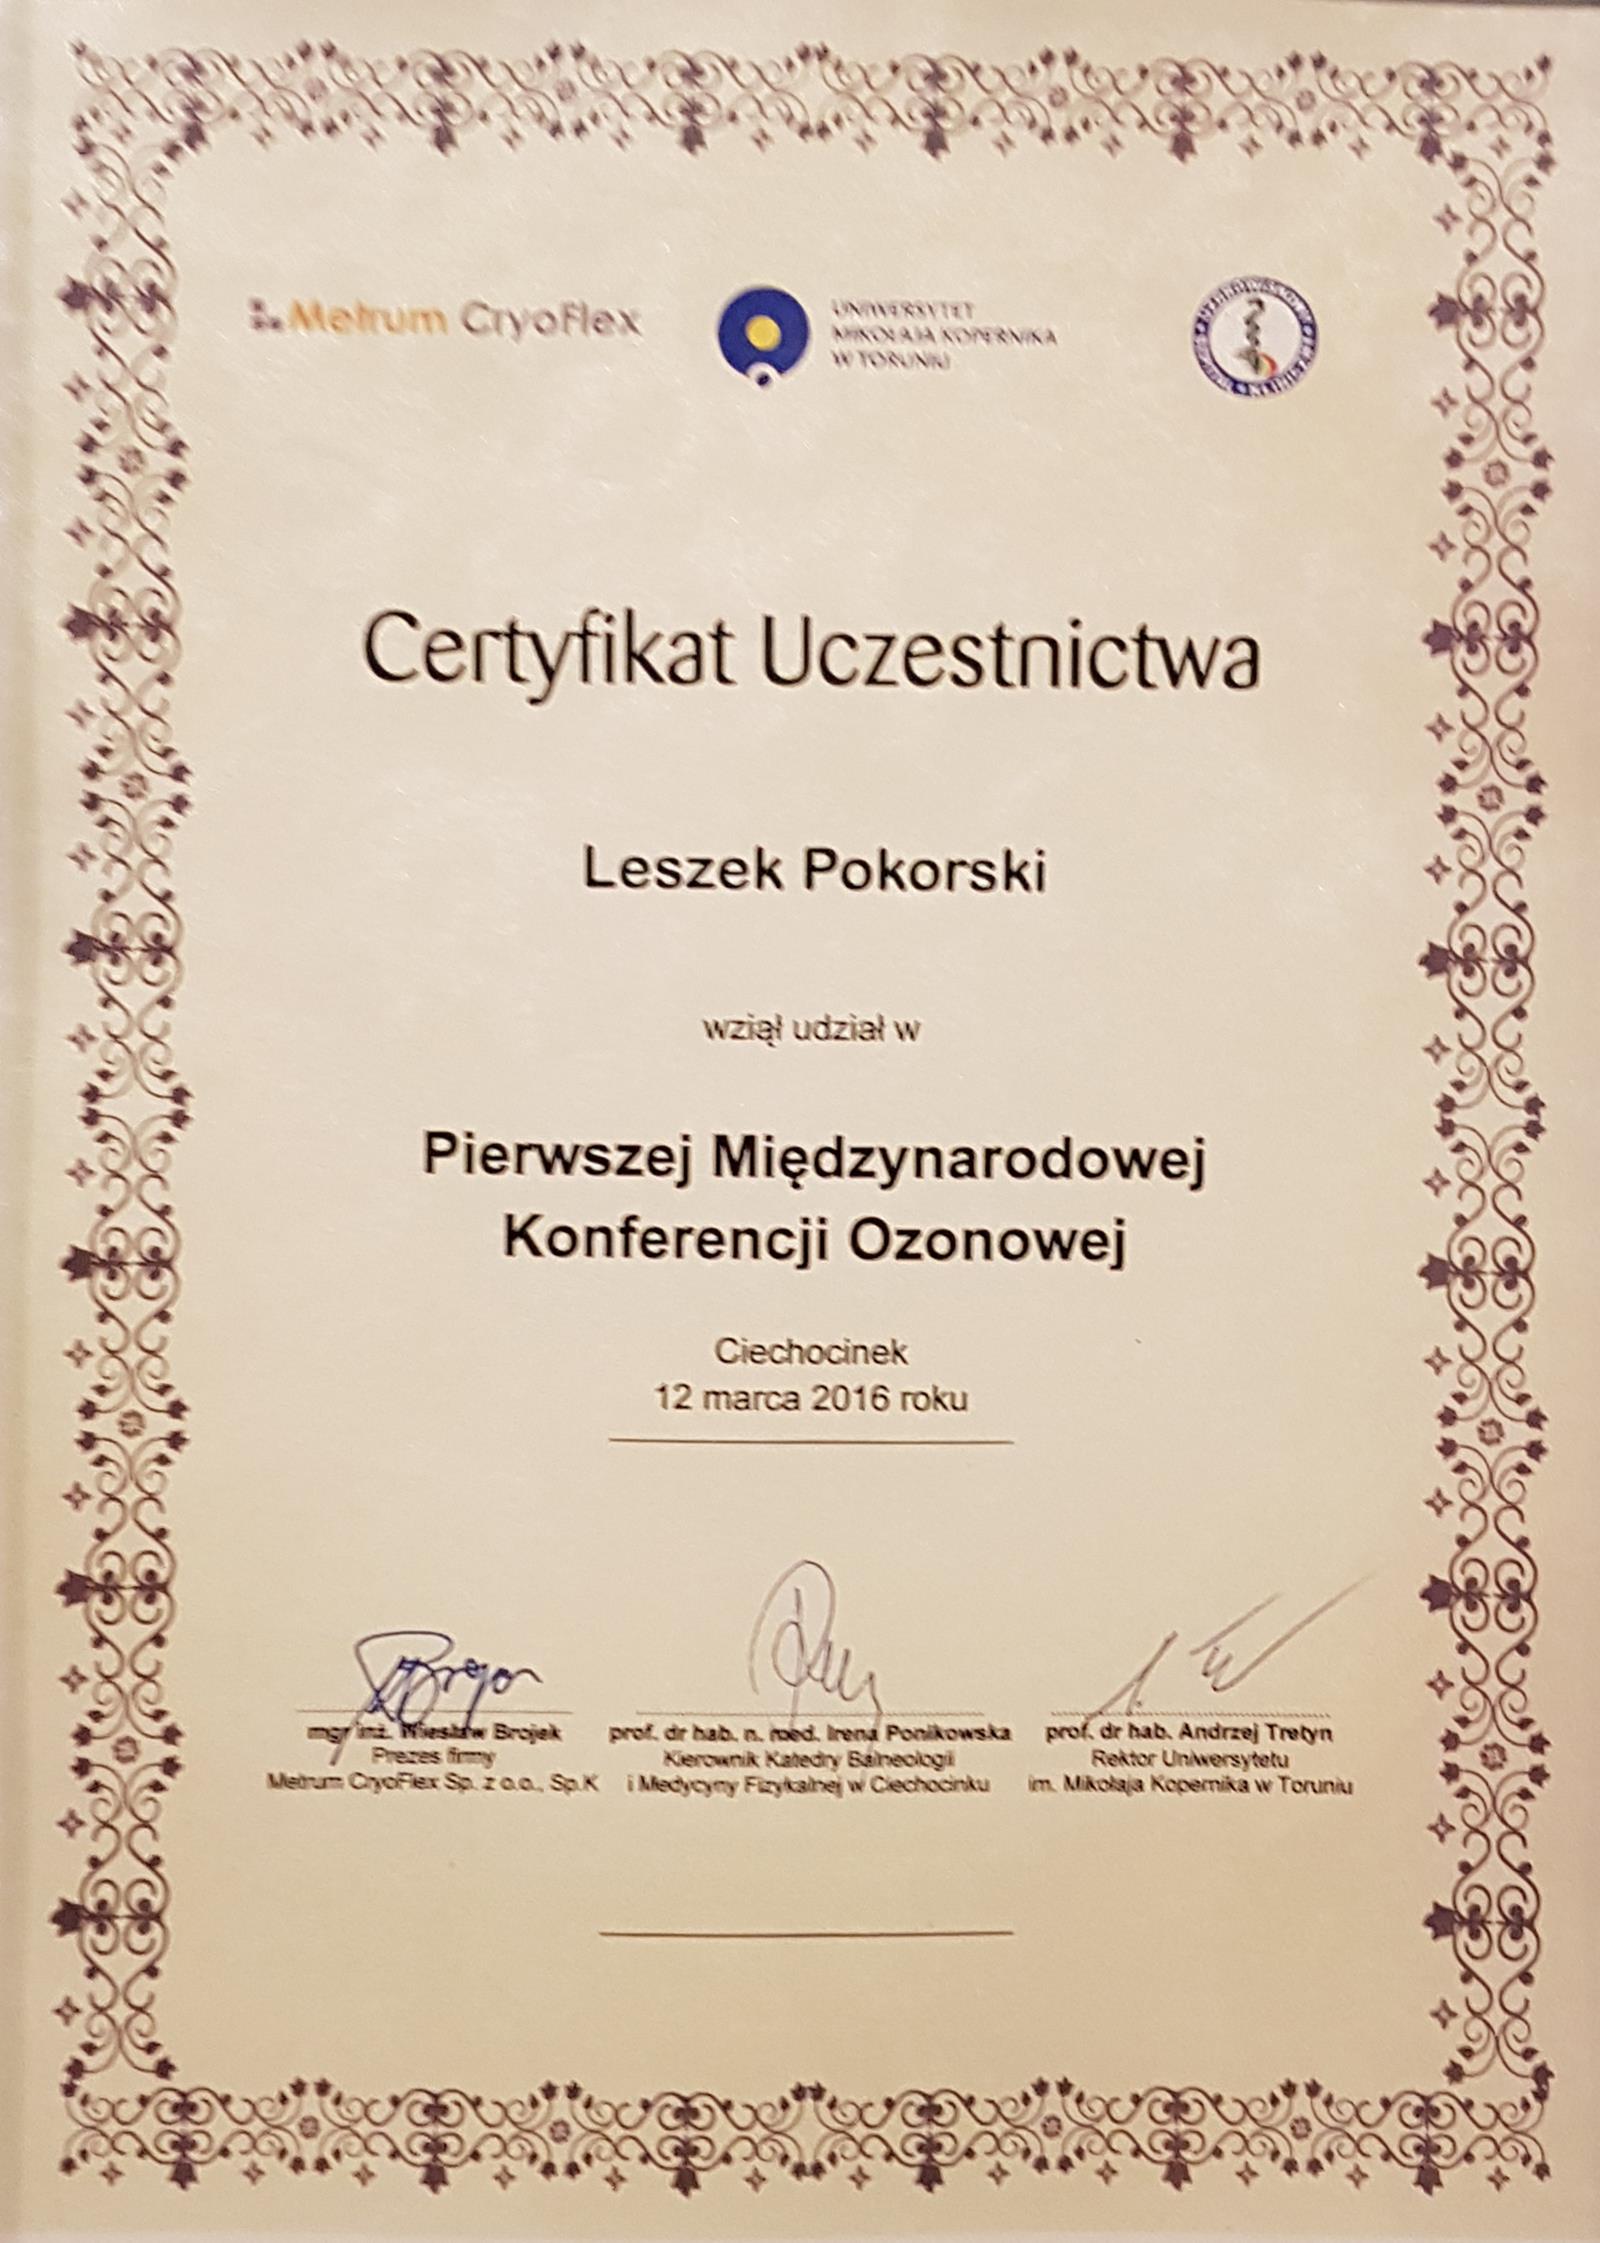 Metrum CryoFlex
UNIWERSYTET
MIKOŁAJA KOPERNIKA
W TORUNIU
Certyfikat Uczestnictwa
Leszek Pokorski
wziął udział w
Pierwszej Międzynarodowej
Konferencji Ozonowej
Ciechocinek
12 marca 2016 roku
mgr inż. Wiesław Brojek
Prezes firmy
Metrum CryoFlex Sp. z o.o., Sp.K
prof. dr hab. n. med. Irena Ponikowska
Kierownik Katedry Balneologii
i Medycyny Fizykalnej w Ciechocinku
prof. dr hab. Andrzej Tretyn
Rektor Uniwersytetu
im. Mikołaja Kopernika w Toruniu